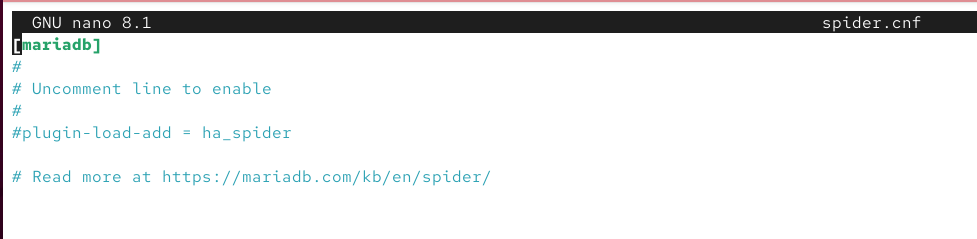 GNU nano 8.1 spider.cnf
[mariadb]
#
# Uncomment line to enable
#
#plugin-load-add = ha_spider
# Read more at https://mariadb.com/kb/en/spider/